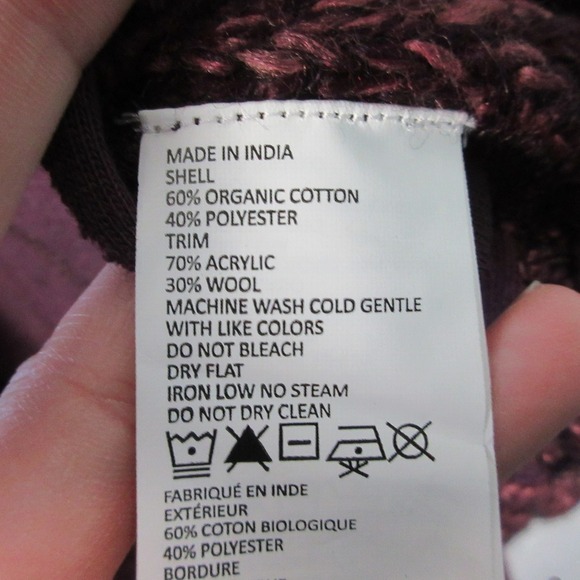 MADE IN INDIA
SHELL
60% ORGANIC COTTON
40% POLYESTER
TRIM
70% ACRYLIC
30% WOOL
MACHINE WASH COLD GENTLE
WITH LIKE COLORS
DO NOT BLEACH
DRY FLAT
IRON LOW NO STEAM
DO NOT DRY CLEAN
FABRIQUÉ EN INDE
EXTÉRIEUR
60% COTON BIOLOGIQUE
40% POLYESTER
BORDURE